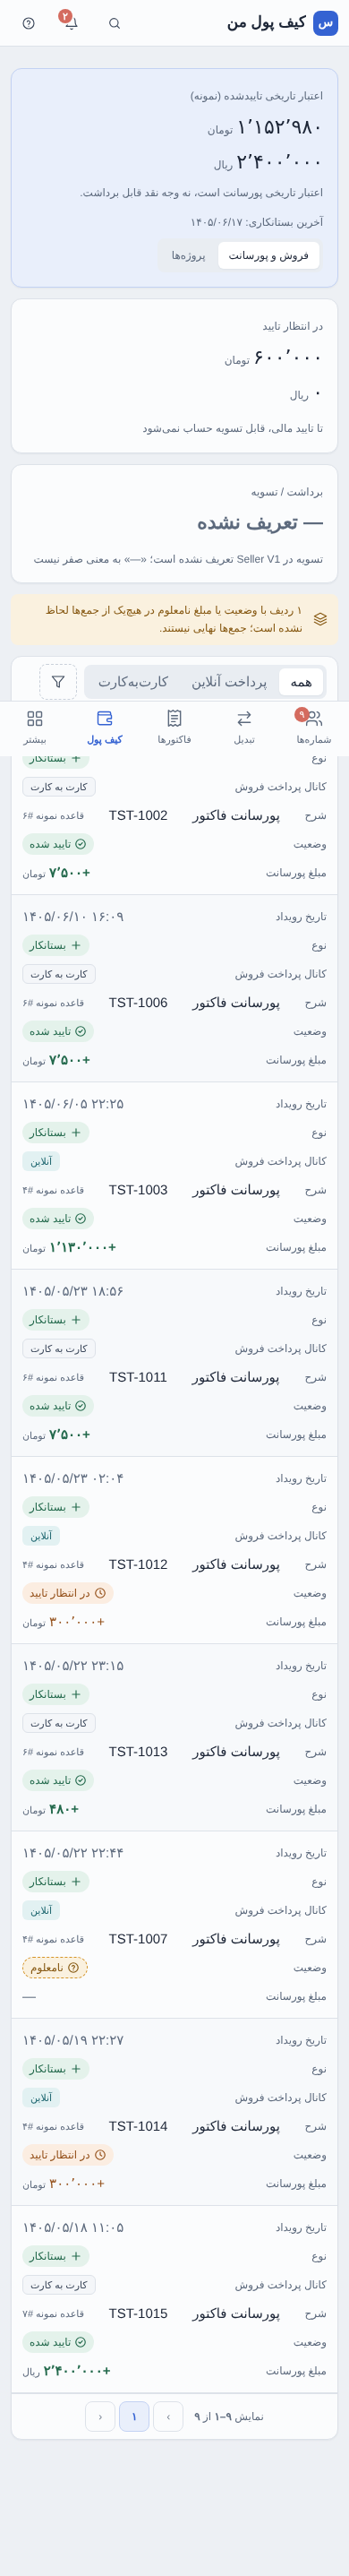 س
کیف پول من
۲
اعتبار تاریخی تاییدشده (نمونه)
۱٬۱۵۲٬۹۸۰ تومان
۲٬۴۰۰٬۰۰۰ ریال
اعتبار تاریخی پورسانت است، نه وجه نقد قابل برداشت.
آخرین بستانکاری: ۱۴۰۵/۰۶/۱۷
فروش و پورسانت
پروژه‌ها
در انتظار تایید
۶۰۰٬۰۰۰ تومان
۰ ریال
تا تایید مالی، قابل تسویه حساب نمی‌شود
برداشت / تسویه
— تعریف نشده
تسویه در Seller V1 تعریف نشده است؛ «—» به معنی صفر نیست
۱ ردیف با وضعیت یا مبلغ نامعلوم در هیچ‌یک از جمع‌ها لحاظ
نشده است؛ جمع‌ها نهایی نیستند.
همه
پرداخت آنلاین
کارت‌به‌کارت
۹
شماره‌ها
تبدیل
فاکتورها
کیف پول
بیشتر
نوع بستانکار
کانال پرداخت فروش کارت به کارت
شرح پورسانت فاکتور TST-1002 قاعده نمونه #۶
وضعیت تایید شده
مبلغ پورسانت +۷٬۵۰۰ تومان
تاریخ رویداد ۱۴۰۵/۰۶/۱۰ ۱۶:۰۹
نوع بستانکار
کانال پرداخت فروش کارت به کارت
شرح پورسانت فاکتور TST-1006 قاعده نمونه #۶
وضعیت تایید شده
مبلغ پورسانت +۷٬۵۰۰ تومان
تاریخ رویداد ۱۴۰۵/۰۶/۰۵ ۲۲:۲۵
نوع بستانکار
کانال پرداخت فروش آنلاین
شرح پورسانت فاکتور TST-1003 قاعده نمونه #۴
وضعیت تایید شده
مبلغ پورسانت +۱٬۱۳۰٬۰۰۰ تومان
تاریخ رویداد ۱۴۰۵/۰۵/۲۳ ۱۸:۵۶
نوع بستانکار
کانال پرداخت فروش کارت به کارت
شرح پورسانت فاکتور TST-1011 قاعده نمونه #۶
وضعیت تایید شده
مبلغ پورسانت +۷٬۵۰۰ تومان
تاریخ رویداد ۱۴۰۵/۰۵/۲۳ ۰۲:۰۴
نوع بستانکار
کانال پرداخت فروش آنلاین
شرح پورسانت فاکتور TST-1012 قاعده نمونه #۴
وضعیت در انتظار تایید
مبلغ پورسانت +۳۰۰٬۰۰۰ تومان
تاریخ رویداد ۱۴۰۵/۰۵/۲۲ ۲۳:۱۵
نوع بستانکار
کانال پرداخت فروش کارت به کارت
شرح پورسانت فاکتور TST-1013 قاعده نمونه #۶
وضعیت تایید شده
مبلغ پورسانت +۴۸۰ تومان
تاریخ رویداد ۱۴۰۵/۰۵/۲۲ ۲۲:۴۴
نوع بستانکار
کانال پرداخت فروش آنلاین
شرح پورسانت فاکتور TST-1007 قاعده نمونه #۴
وضعیت نامعلوم
مبلغ پورسانت —
تاریخ رویداد ۱۴۰۵/۰۵/۱۹ ۲۲:۲۷
نوع بستانکار
کانال پرداخت فروش آنلاین
شرح پورسانت فاکتور TST-1014 قاعده نمونه #۴
وضعیت در انتظار تایید
مبلغ پورسانت +۳۰۰٬۰۰۰ تومان
تاریخ رویداد ۱۴۰۵/۰۵/۱۸ ۱۱:۰۵
نوع بستانکار
کانال پرداخت فروش کارت به کارت
شرح پورسانت فاکتور TST-1015 قاعده نمونه #۷
وضعیت تایید شده
مبلغ پورسانت +۲٬۴۰۰٬۰۰۰ ریال
نمایش ۱–۹ از ۹ ‹ ۱ ›